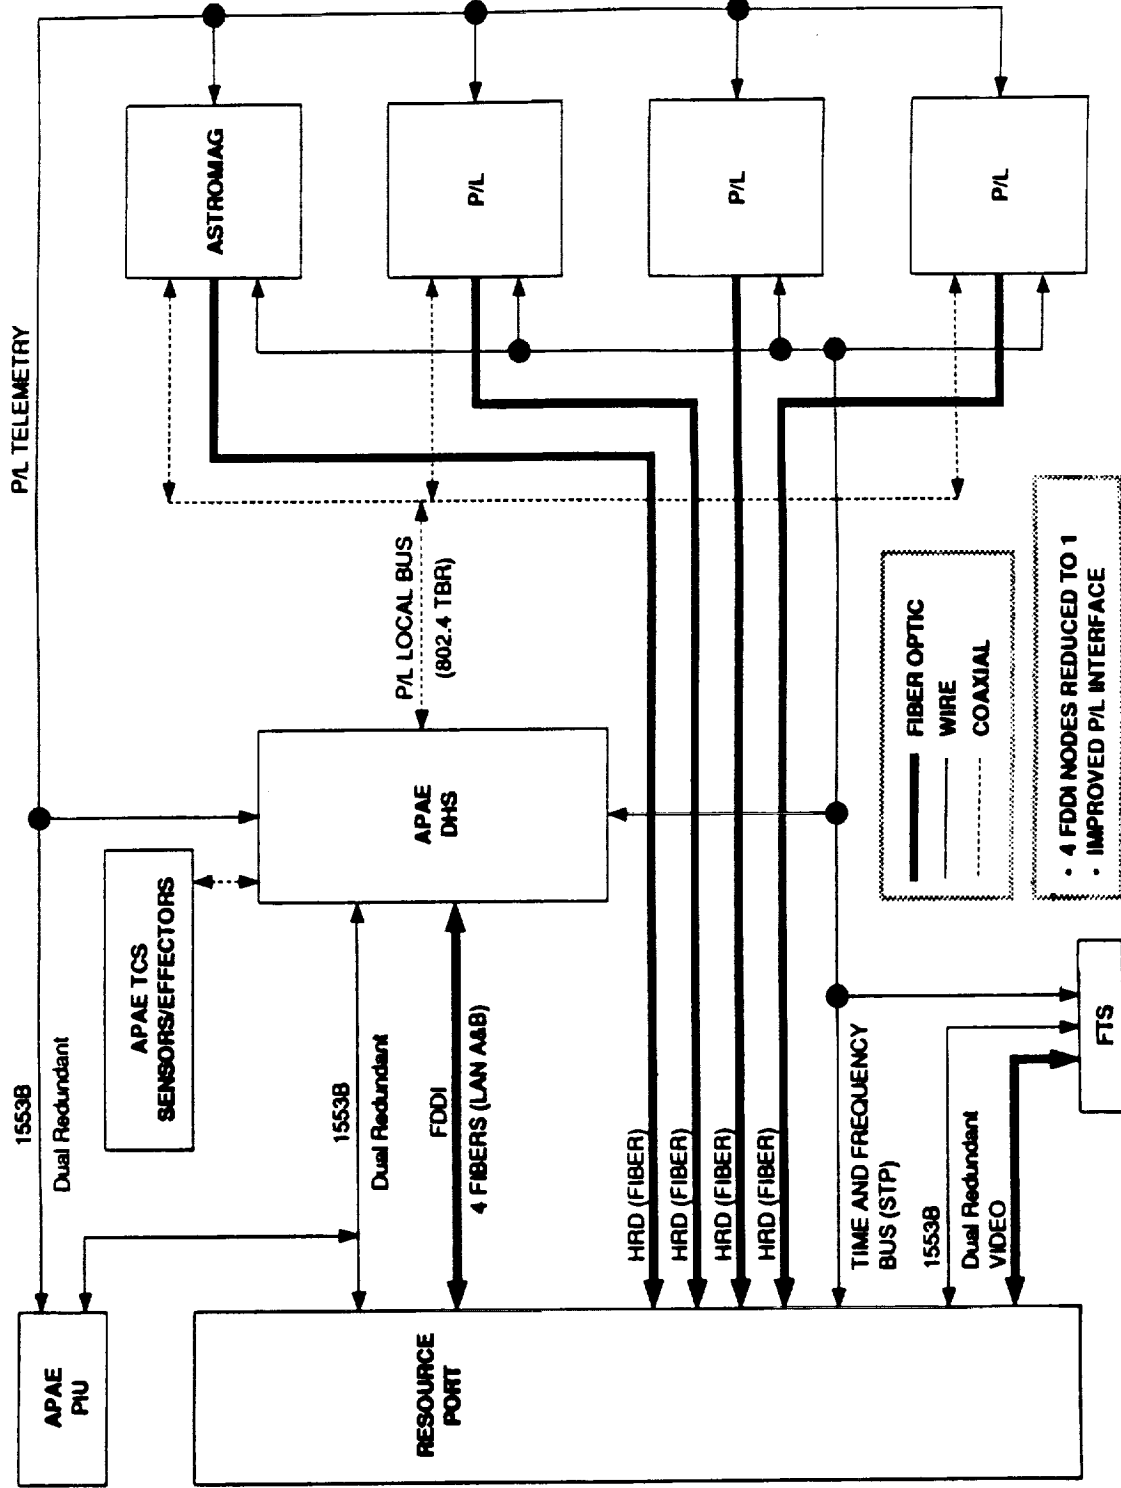 P/L TELEMETRY
1553B
Dual Redundant
APAE
PIU
APAE TCS
SENSORS/EFFECTORS
ASTROMAG
P/L
P/L
P/L
1553B
Dual Redundant
APAE
DHS
P/L LOCAL BUS
(802.4 TBR)
FDDI
4 FIBERS (LAN A&B)
RESOURCE
PORT
HRD (FIBER)
HRD (FIBER)
HRD (FIBER)
HRD (FIBER)
TIME AND FREQUENCY
BUS (STP)
1553B
Dual Redundant
VIDEO
FTS
FIBER OPTIC
WIRE
COAXIAL
• 4 FDDI NODES REDUCED TO 1
• IMPROVED P/L INTERFACE